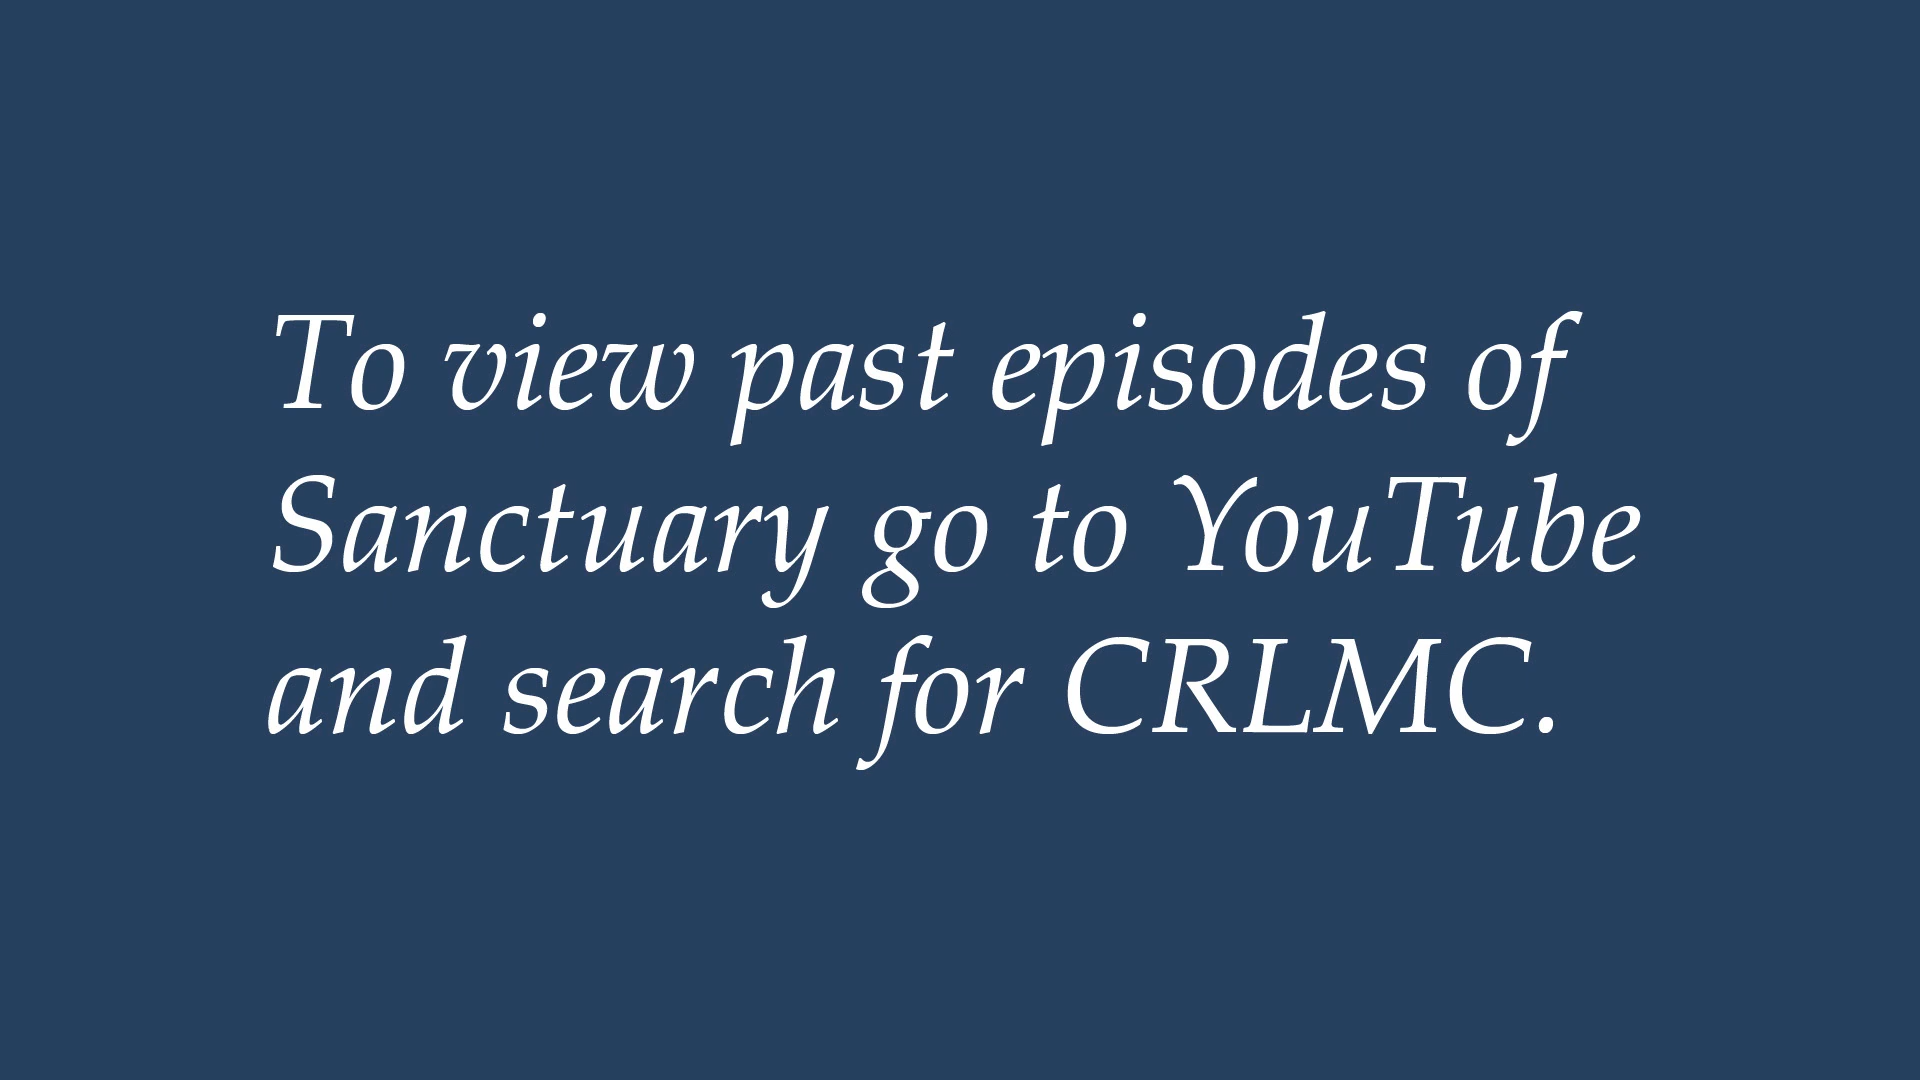 To view past episodes of
Sanctuary go to YouTube
and search for CRLMC.